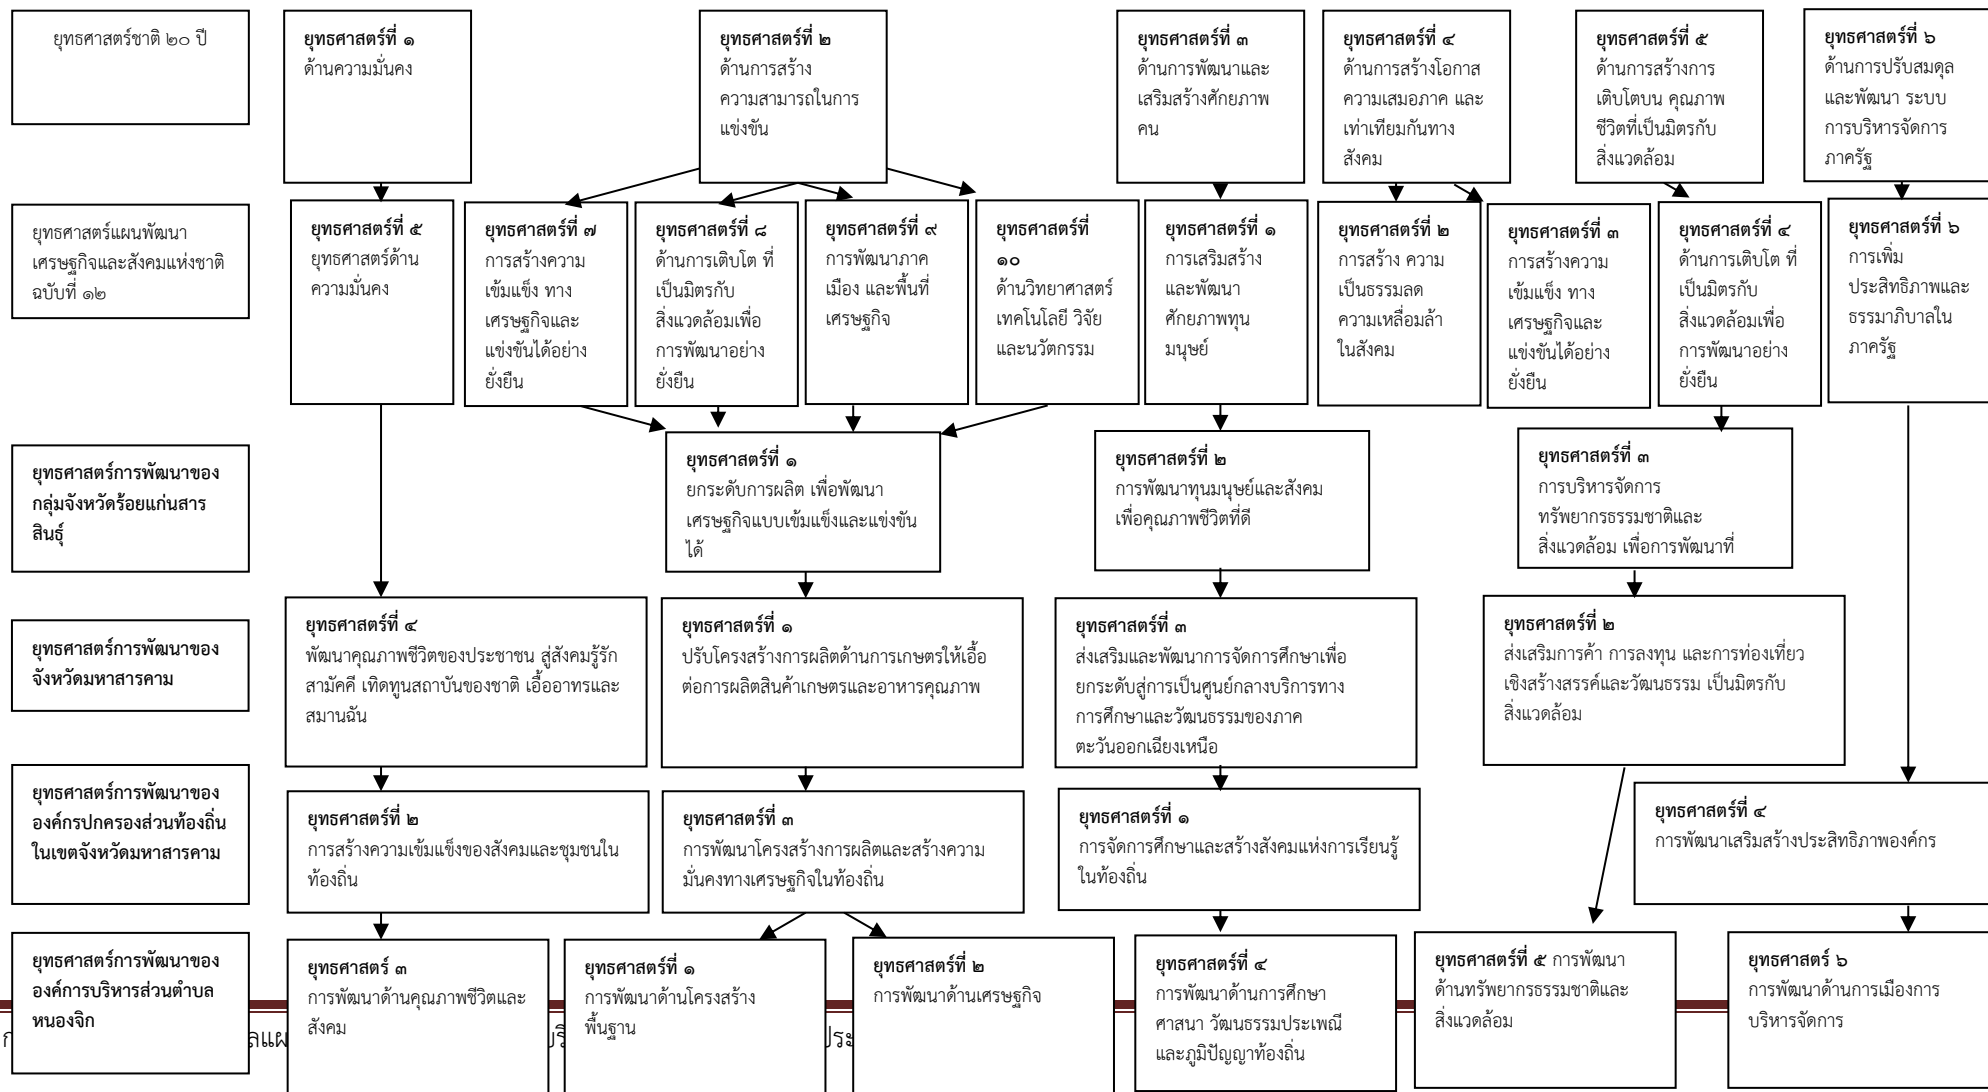 ยุทธศาสตร์ชาติ ๒๐ ปี
ยุทธศาสตร์ที่ ๑
ด้านความมั่นคง
ยุทธศาสตร์ที่ ๒
ด้านการสร้าง
ความสามารถในการ
แข่งขัน
ยุทธศาสตร์ที่ ๓
ด้านการพัฒนาและ
เสริมสร้างศักยภาพ
คน
ยุทธศาสตร์ที่ ๔
ด้านการสร้างโอกาส
ความเสมอภาค และ
เท่าเทียมกันทาง
สังคม
ยุทธศาสตร์ที่ ๕
ด้านการสร้างการ
เติบโตบน คุณภาพ
ชีวิตที่เป็นมิตรกับ
สิ่งแวดล้อม
ยุทธศาสตร์ที่ ๖
ด้านการปรับสมดุล
และพัฒนา ระบบ
การบริหารจัดการ
ภาครัฐ
ยุทธศาสตร์แผนพัฒนา
เศรษฐกิจและสังคมแห่งชาติ
ฉบับที่ ๑๒
ยุทธศาสตร์ที่ ๕
ยุทธศาสตร์ด้าน
ความมั่นคง
ยุทธศาสตร์ที่ ๗
การสร้างความ
เข้มแข็ง ทาง
เศรษฐกิจและ
แข่งขันได้อย่าง
ยั่งยืน
ยุทธศาสตร์ที่ ๘
ด้านการเติบโต ที่
เป็นมิตรกับ
สิ่งแวดล้อมเพื่อ
การพัฒนาอย่าง
ยั่งยืน
ยุทธศาสตร์ที่ ๙
การพัฒนาภาค
เมือง และพื้นที่
เศรษฐกิจ
ยุทธศาสตร์ที่
๑๐
ด้านวิทยาศาสตร์
เทคโนโลยี วิจัย
และนวัตกรรม
ยุทธศาสตร์ที่ ๑
การเสริมสร้าง
และพัฒนา
ศักยภาพทุน
มนุษย์
ยุทธศาสตร์ที่ ๒
การสร้าง ความ
เป็นธรรมลด
ความเหลื่อมล้ำ
ในสังคม
ยุทธศาสตร์ที่ ๓
การสร้างความ
เข้มแข็ง ทาง
เศรษฐกิจและ
แข่งขันได้อย่าง
ยั่งยืน
ยุทธศาสตร์ที่ ๔
ด้านการเติบโต ที่
เป็นมิตรกับ
สิ่งแวดล้อมเพื่อ
การพัฒนาอย่าง
ยั่งยืน
ยุทธศาสตร์ที่ ๖
การเพิ่ม
ประสิทธิภาพและ
ธรรมาภิบาลใน
ภาครัฐ
ยุทธศาสตร์การพัฒนาของ
กลุ่มจังหวัดร้อยแก่นสาร
สินธุ์
ยุทธศาสตร์ที่ ๑
ยกระดับการผลิต เพื่อพัฒนา
เศรษฐกิจแบบเข้มแข็งและแข่งขัน
ได้
ยุทธศาสตร์ที่ ๒
การพัฒนาทุนมนุษย์และสังคม
เพื่อคุณภาพชีวิตที่ดี
ยุทธศาสตร์ที่ ๓
การบริหารจัดการ
ทรัพยากรธรรมชาติและ
สิ่งแวดล้อม เพื่อการพัฒนาที่
ยุทธศาสตร์การพัฒนาของ
จังหวัดมหาสารคาม
ยุทธศาสตร์ที่ ๔
พัฒนาคุณภาพชีวิตของประชาชน สู่สังคมรู้รัก
สามัคคี เทิดทูนสถาบันของชาติ เอื้ออาทรและ
สมานฉัน
ยุทธศาสตร์ที่ ๑
ปรับโครงสร้างการผลิตด้านการเกษตรให้เอื้อ
ต่อการผลิตสินค้าเกษตรและอาหารคุณภาพ
ยุทธศาสตร์ที่ ๓
ส่งเสริมและพัฒนาการจัดการศึกษาเพื่อ
ยกระดับสู่การเป็นศูนย์กลางบริการทาง
การศึกษาและวัฒนธรรมของภาค
ตะวันออกเฉียงเหนือ
ยุทธศาสตร์ที่ ๒
ส่งเสริมการค้า การลงทุน และการท่องเที่ยว
เชิงสร้างสรรค์และวัฒนธรรม เป็นมิตรกับ
สิ่งแวดล้อม
ยุทธศาสตร์การพัฒนาของ
องค์กรปกครองส่วนท้องถิ่น
ในเขตจังหวัดมหาสารคาม
ยุทธศาสตร์ที่ ๒
การสร้างความเข้มแข็งของสังคมและชุมชนใน
ท้องถิ่น
ยุทธศาสตร์ที่ ๓
การพัฒนาโครงสร้างการผลิตและสร้างความ
มั่นคงทางเศรษฐกิจในท้องถิ่น
ยุทธศาสตร์ที่ ๑
การจัดการศึกษาและสร้างสังคมแห่งการเรียนรู้
ในท้องถิ่น
ยุทธศาสตร์ที่ ๔
การพัฒนาเสริมสร้างประสิทธิภาพองค์กร
ยุทธศาสตร์การพัฒนาของ
องค์การบริหารส่วนตำบล
หนองจิก
ยุทธศาสตร์ ๓
การพัฒนาด้านคุณภาพชีวิตและ
สังคม
ยุทธศาสตร์ที่ ๑
การพัฒนาด้านโครงสร้าง
พื้นฐาน
ยุทธศาสตร์ที่ ๒
การพัฒนาด้านเศรษฐกิจ
ยุทธศาสตร์ที่ ๔
การพัฒนาด้านการศึกษา
ศาสนา วัฒนธรรมประเพณี
และภูมิปัญญาท้องถิ่น
ยุทธศาสตร์ที่ ๕ การพัฒนา
ด้านทรัพยากรธรรมชาติและ
สิ่งแวดล้อม
ยุทธศาสตร์ ๖
การพัฒนาด้านการเมืองการ
บริหารจัดการ